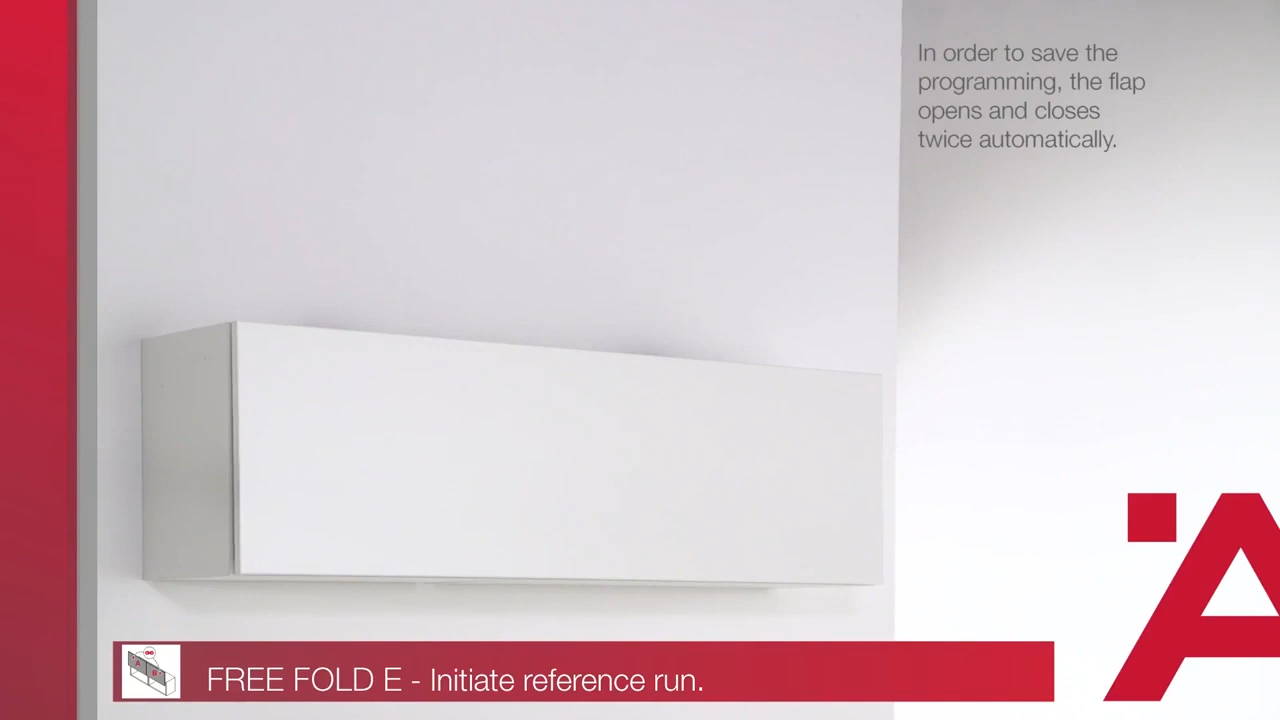 In order to save the
programming, the flap
opens and closes
twice automatically.
FREE FOLD E - Initiate reference run.